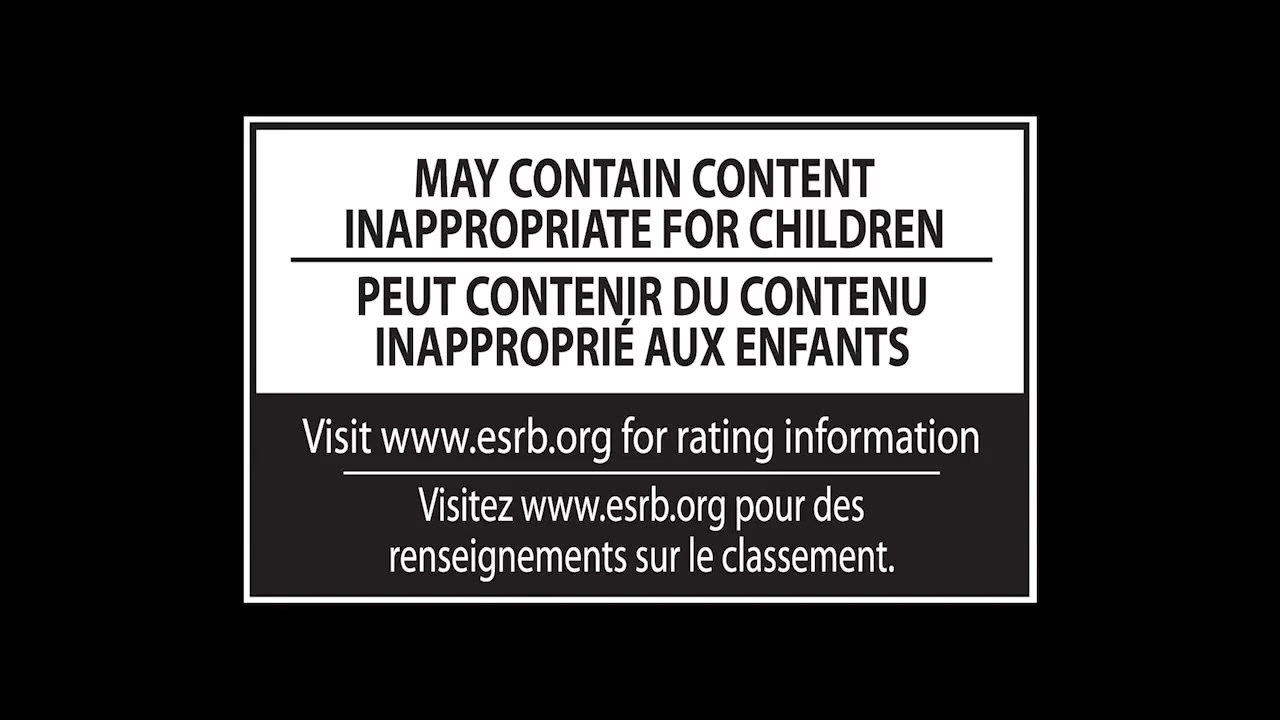 MAY CONTAIN CONTENT
INAPPROPRIATE FOR CHILDREN
PEUT CONTENIR DU CONTENU
INAPPROPRIÉ AUX ENFANTS
Visit www.esrb.org for rating information
Visitez www.esrb.org pour des
renseignements sur le classement.